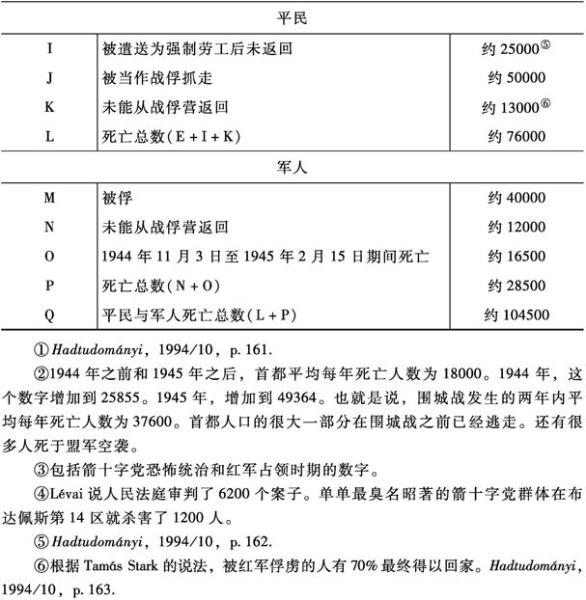 平民
I 被遣送为强制劳工后未返回 约 25000⑤
J 被当作战俘抓走 约 50000
K 未能从战俘营返回 约 13000⑥
L 死亡总数(E+I+K) 约 76000
军人
M 被俘 约 40000
N 未能从战俘营返回 约 12000
O 1944 年 11 月 3 日至 1945 年 2 月 15 日期间死亡 约 16500
P 死亡总数(N+O) 约 28500
Q 平民与军人死亡总数(L+P) 约 104500
①Hadtudományi, 1994/10, p. 161.
②1944 年之前和 1945 年之后，首都平均每年死亡人数为 18000。1944 年，这
个数字增加到 25855。1945 年，增加到 49364。也就是说，围城战发生的两年内平
均每年死亡人数为 37600。首都人口的很大一部分在围城战之前已经逃走。还有很
多人死于盟军空袭。
③包括箭十字党恐怖统治和红军占领时期的数字。
④Lévai 说人民法庭审判了 6200 个案子。单单最臭名昭著的箭十字党群体在布
达佩斯第 14 区就杀害了 1200 人。
⑤Hadtudományi, 1994/10, p. 162.
⑥根据 Tamás Stark 的说法，被红军俘虏的人有 70% 最终得以回家。Hadtudományi,
1994/10, p. 163.